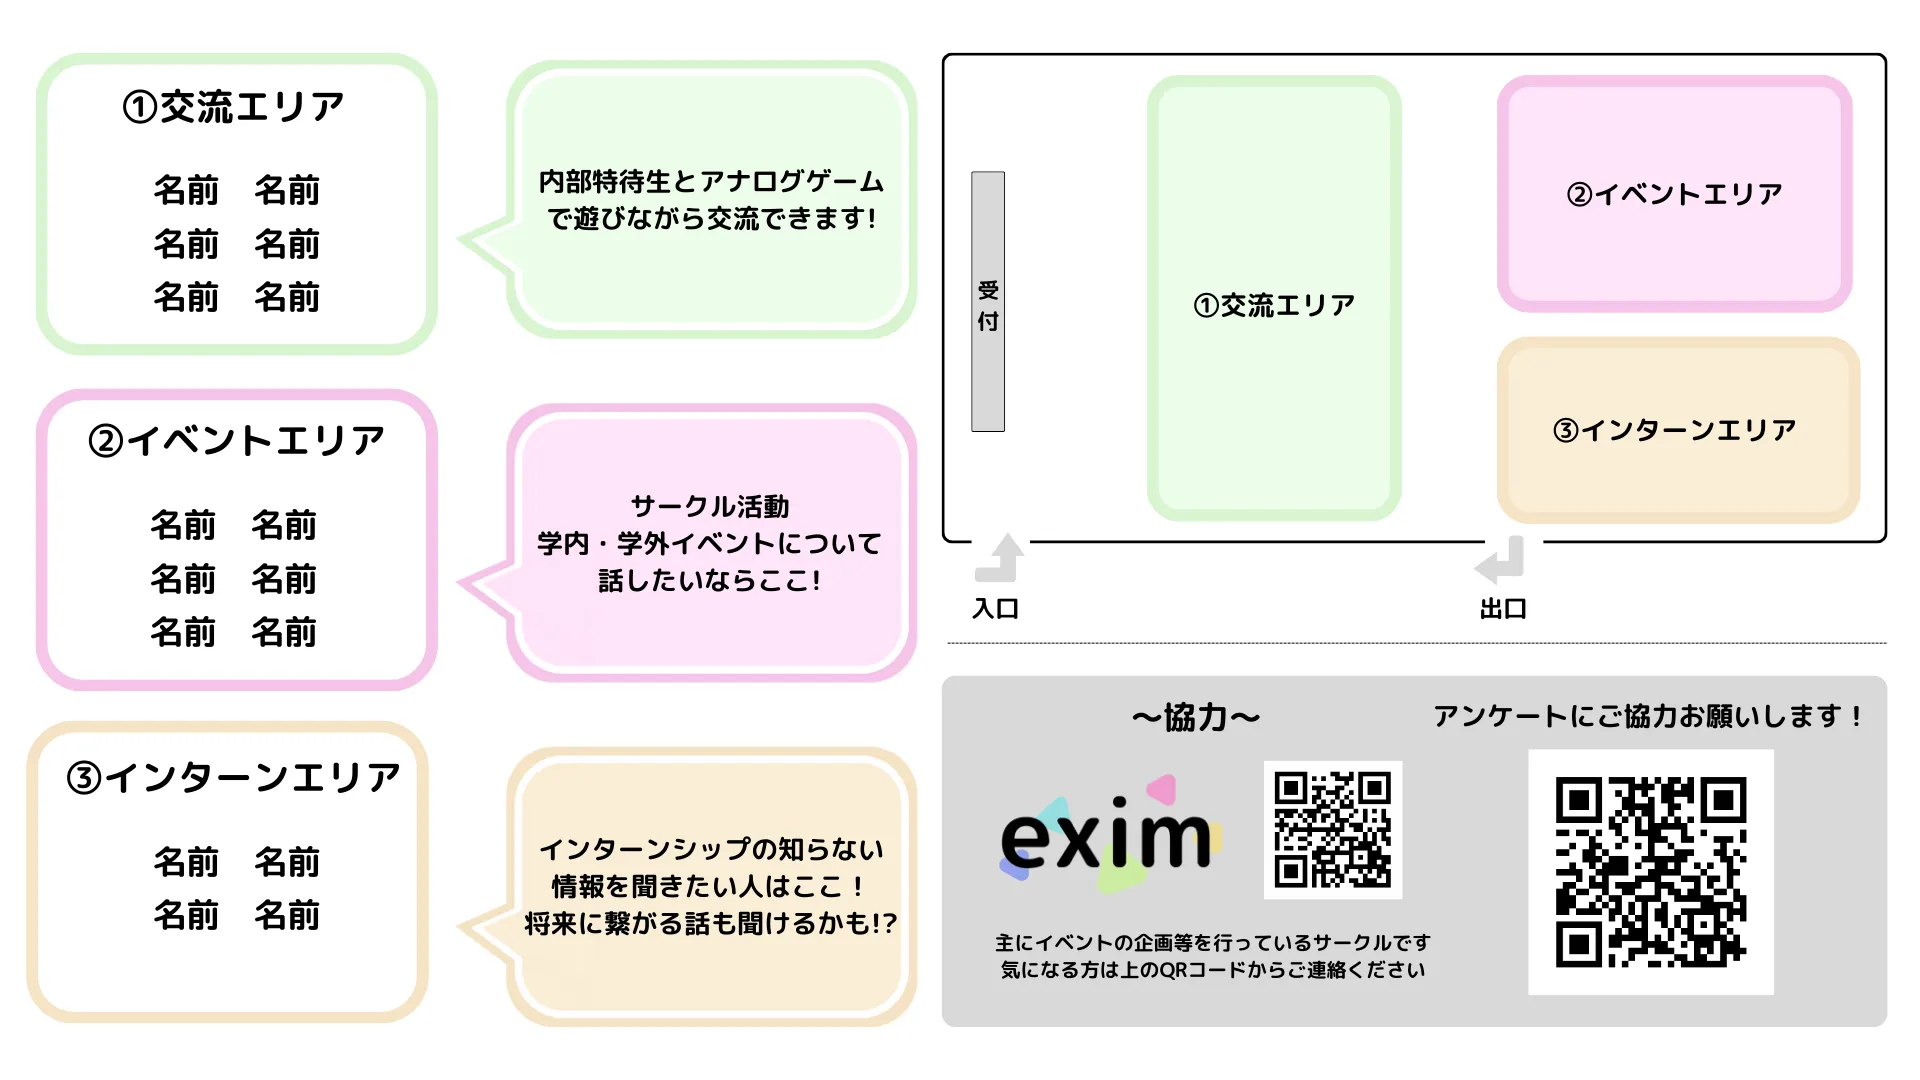 ①交流エリア
名前　名前
名前　名前
名前　名前
内部特待生とアナログゲーム
で遊びながら交流できます!
②イベントエリア
名前　名前
名前　名前
名前　名前
サークル活動
学内・学外イベントについて
話したいならここ!
③インターンエリア
名前　名前
名前　名前
インターンシップの知らない
情報を聞きたい人はここ！
将来に繋がる話も聞けるかも!?
受付
①交流エリア
②イベントエリア
③インターンエリア
入口
出口
～協力～
exim
主にイベントの企画等を行っているサークルです
気になる方は上のQRコードからご連絡ください
アンケートにご協力お願いします！